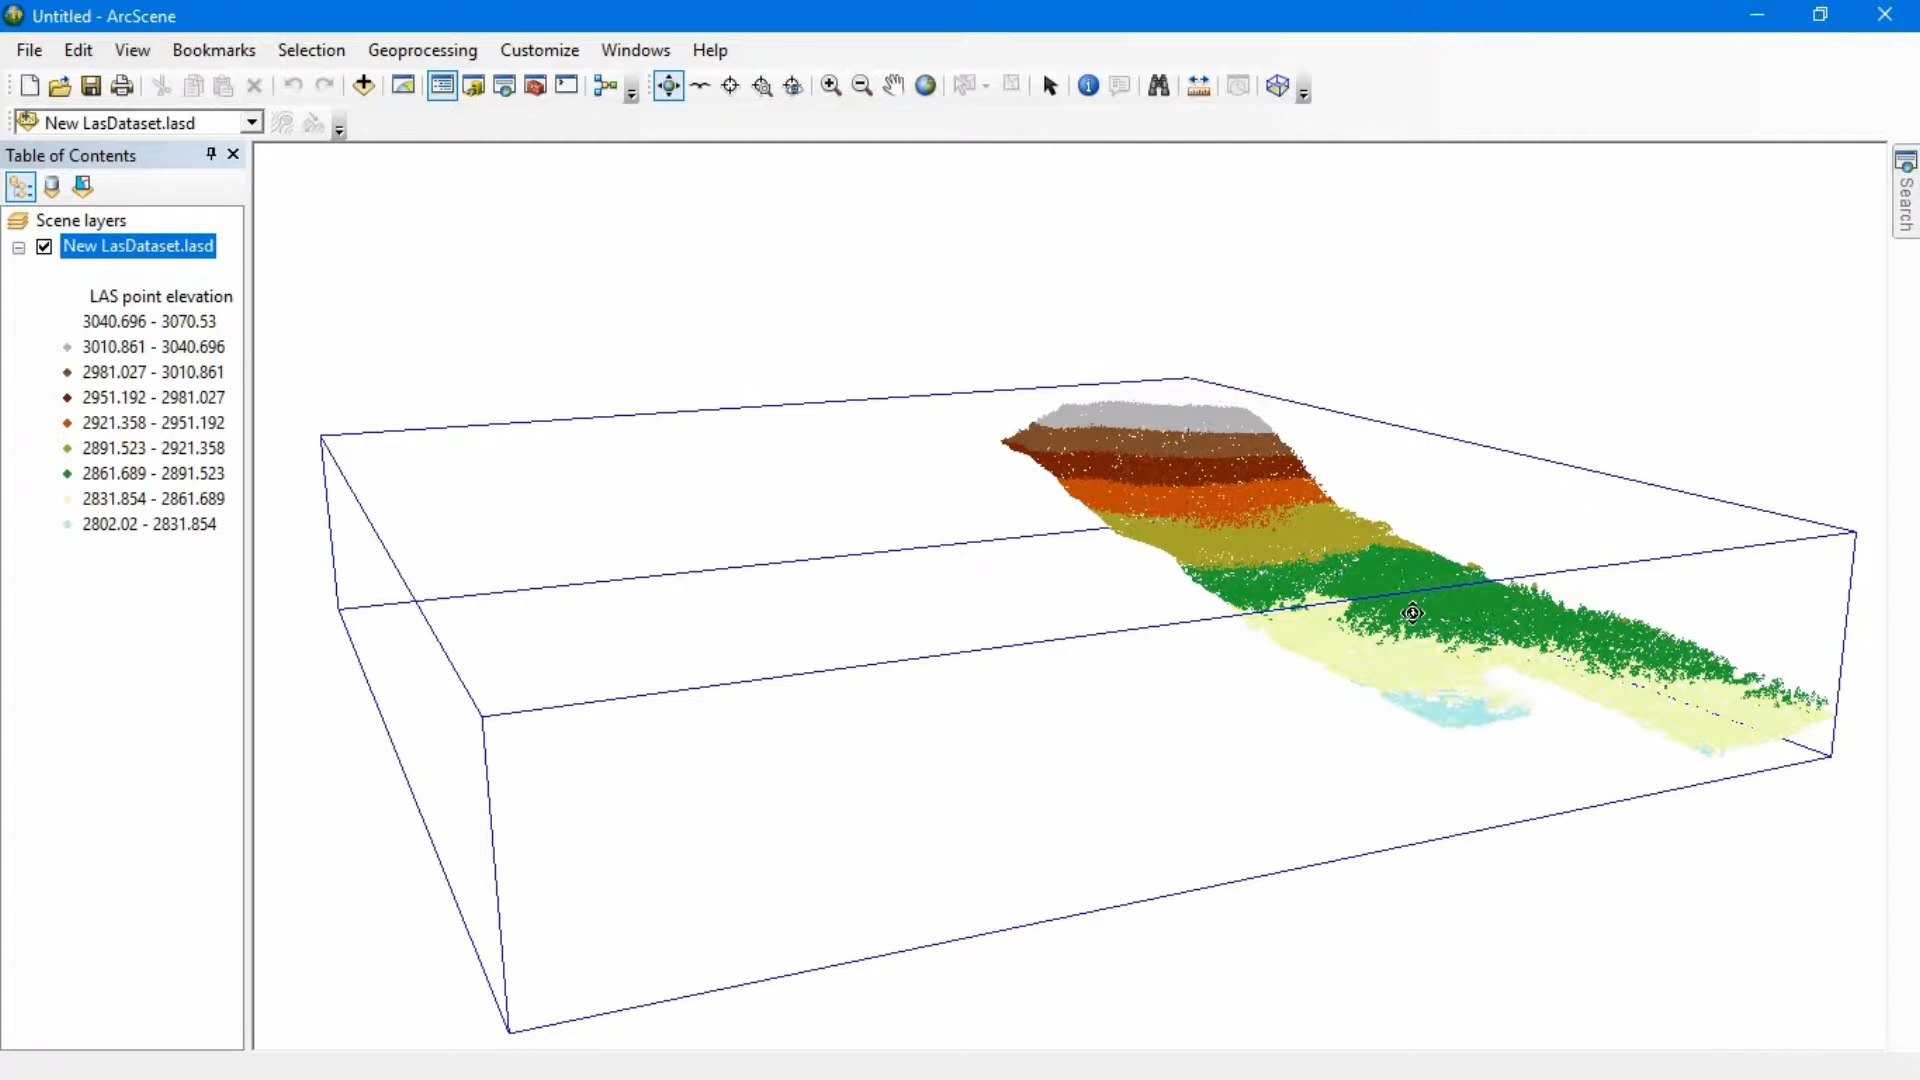 Untitled - ArcScene
File Edit View Bookmarks Selection Geoprocessing Customize Windows Help
New LasDataset.lasd
Table of Contents
Scene layers
New LasDataset.lasd
LAS point elevation
3040.696 - 3070.53
3010.861 - 3040.696
2981.027 - 3010.861
2951.192 - 2981.027
2921.358 - 2951.192
2891.523 - 2921.358
2861.689 - 2891.523
2831.854 - 2861.689
2802.02 - 2831.854
Search